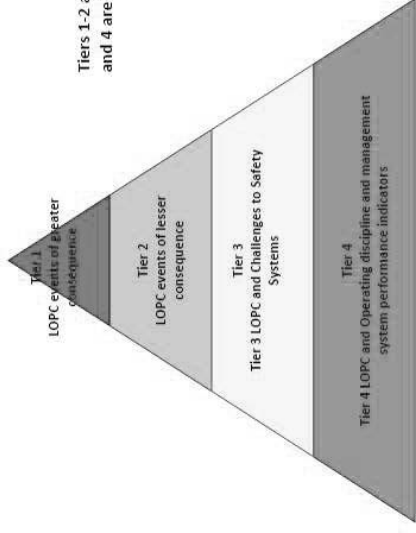 Tiers 1-2 a
and 4 are
Tier 1
LOPC events of greater
consequence
Tier 2
LOPC events of lesser
consequence
Tier 3
Tier 3 LOPC and Challenges to Safety
Systems
Tier 4
Tier 4 LOPC and Operating discipline and management
system performance indicators